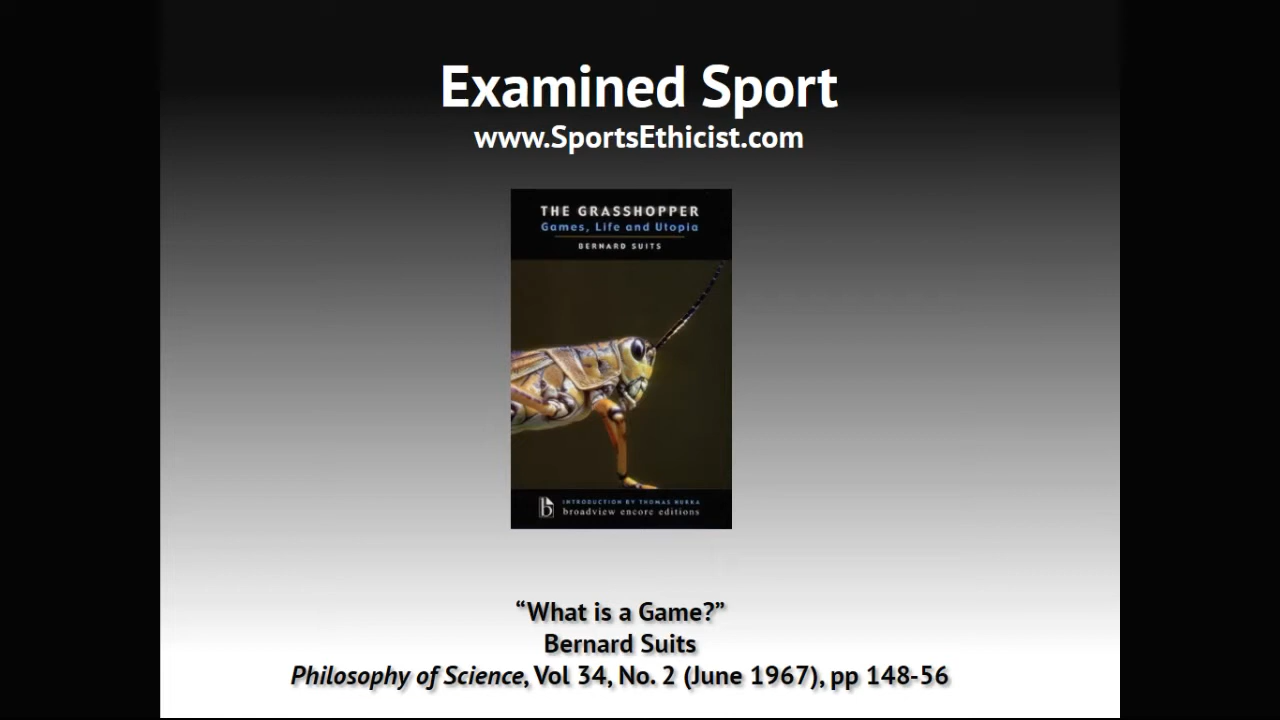 Examined Sport
www.SportsEthicist.com
THE GRASSHOPPER
Games, Life and Utopia
BERNARD SUITS
INTRODUCTION BY THOMAS HURKA
b
broadview encore editions
“What is a Game?”
Bernard Suits
Philosophy of Science, Vol 34, No. 2 (June 1967), pp 148-56